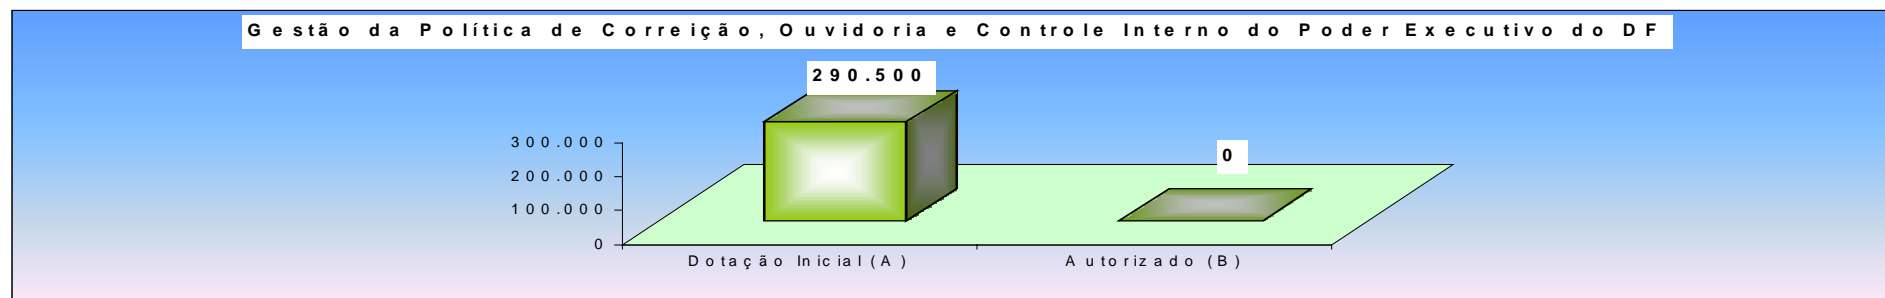 Gestão da Política de Correição, Ouvidoria e Controle Interno do Poder Executivo do DF
290.500
0
300.000
200.000
100.000
0
Dotação Inicial (A)
Autorizado (B)